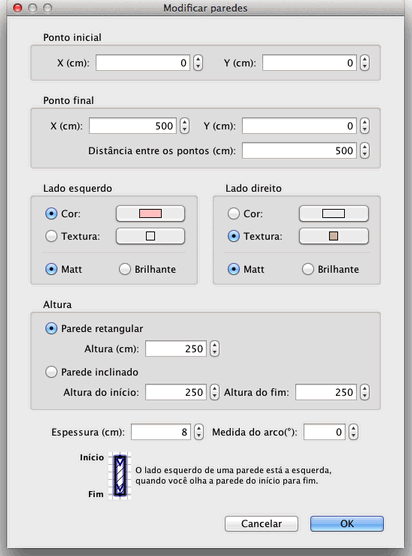 Modificar paredes
Ponto inicial
X (cm): 0 Y (cm): 0
Ponto final
X (cm): 500 Y (cm): 0
Distância entre os pontos (cm): 500
Lado esquerdo Lado direito
Cor: Cor:
Textura: Textura:
Matt Brilhante Matt Brilhante
Altura
Parede retangular
Altura (cm): 250
Parede inclinado
Altura do início: 250 Altura do fim: 250
Espessura (cm): 8 Medida do arco(°): 0
Início
O lado esquerdo de uma parede está a esquerda,
quando você olha a parede do início para fim.
Fim
Cancelar OK